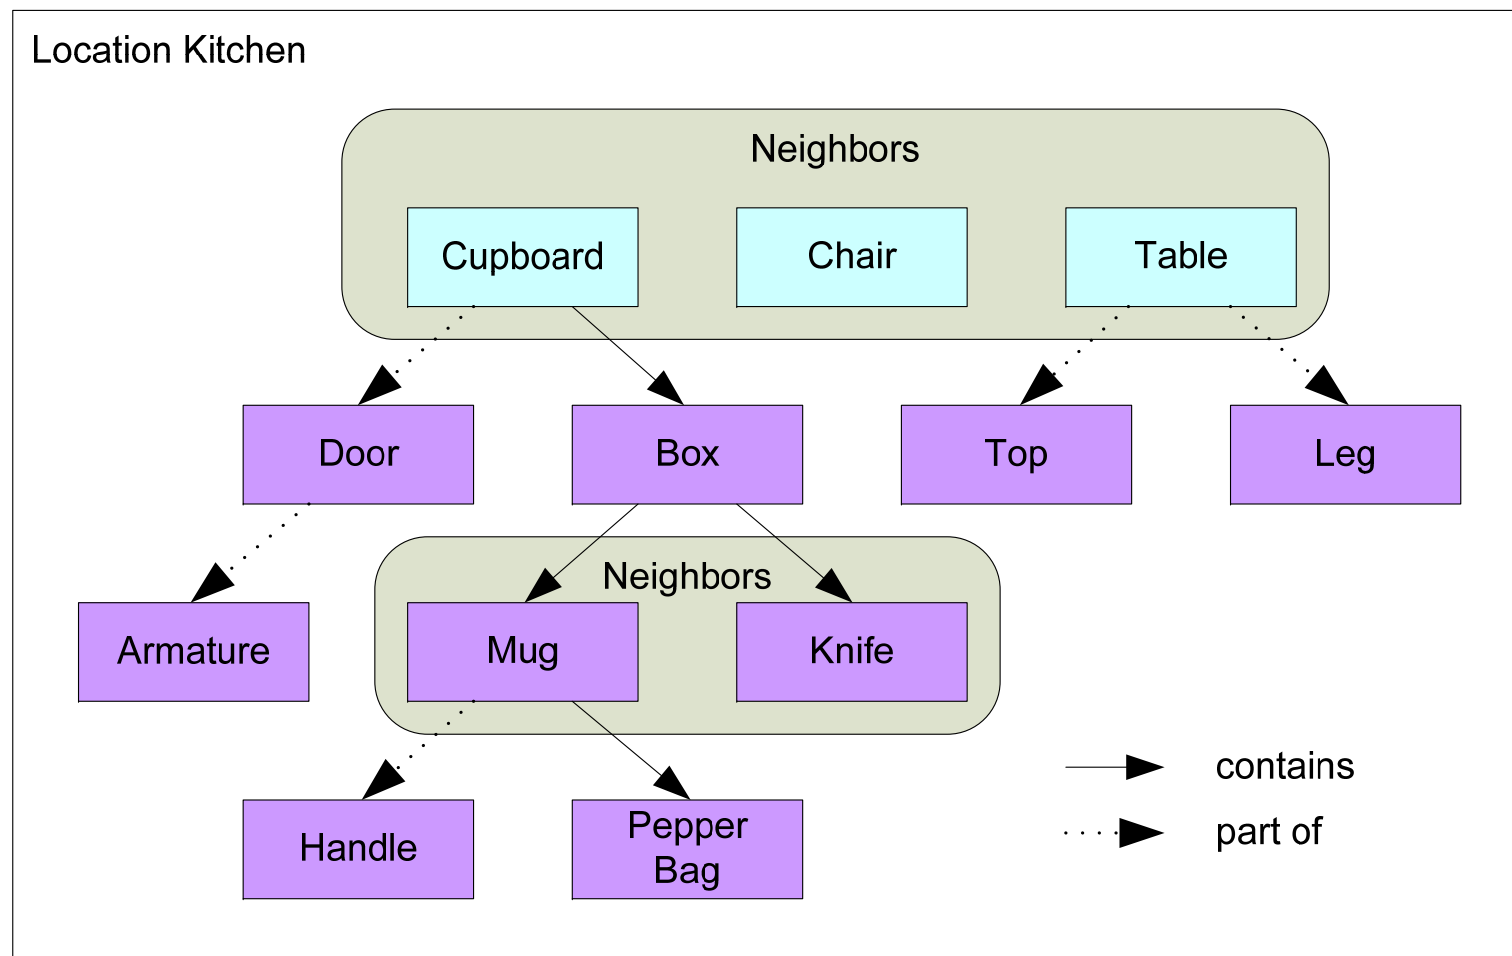 Location Kitchen
Neighbors
Cupboard
Chair
Table
Door
Box
Top
Leg
Neighbors
Armature
Mug
Knife
contains
part of
Handle
Pepper
Bag